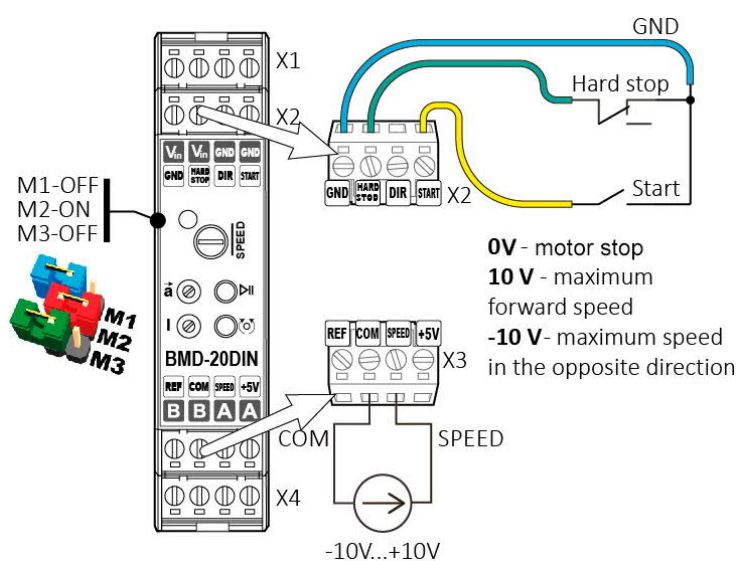 GND
X1
Hard stop
X2
Vin Vin GND GND
GND HARD STOP DIR START
GND HARD STOP DIR START
X2
Start
M1-OFF
M2-ON
M3-OFF
SPEED
0V - motor stop
10 V - maximum
forward speed
-10 V- maximum speed
in the opposite direction
a
I
M1
M2
M3
BMD-20DIN
REF COM SPEED +5V
X3
REF COM SPEED +5V
B B A A
COM
SPEED
X4
-10V...+10V